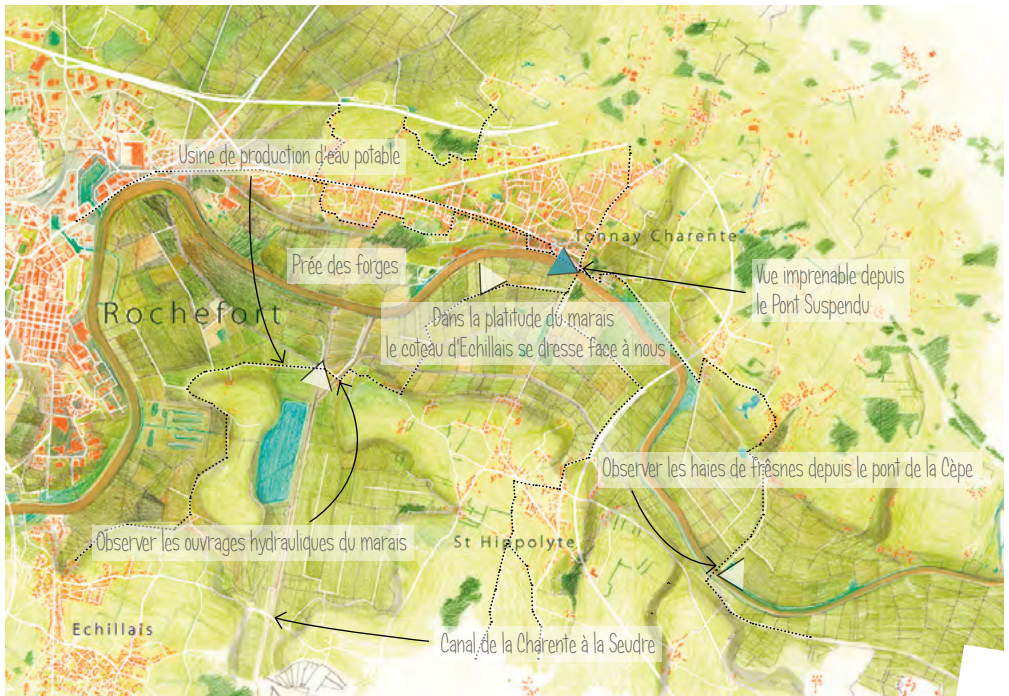 Usine de production d'eau potable
Tonnay Charente
Prée des forges
Vue imprenable depuis
le Pont Suspendu
Rochefort
Dans la platitude du marais
le coteau d'Echillais se dresse face à nous
Observer les haies de frêsnes depuis le pont de la Cèpe
Observer les ouvrages hydrauliques du marais
St Hippolyte
Echillais
Canal de la Charente à la Seudre